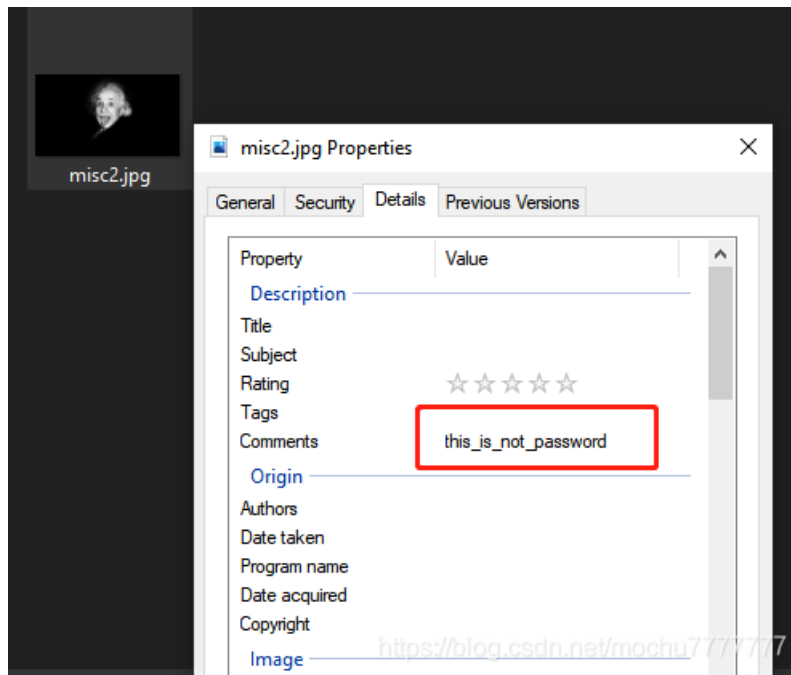 misc2.jpg
misc2.jpg Properties
General Security Details Previous Versions
Property Value
Description
Title
Subject
Rating
Tags
Comments this_is_not_password
Origin
Authors
Date taken
Program name
Date acquired
Copyright
Image
https://blog.csdn.net/mochu7777777